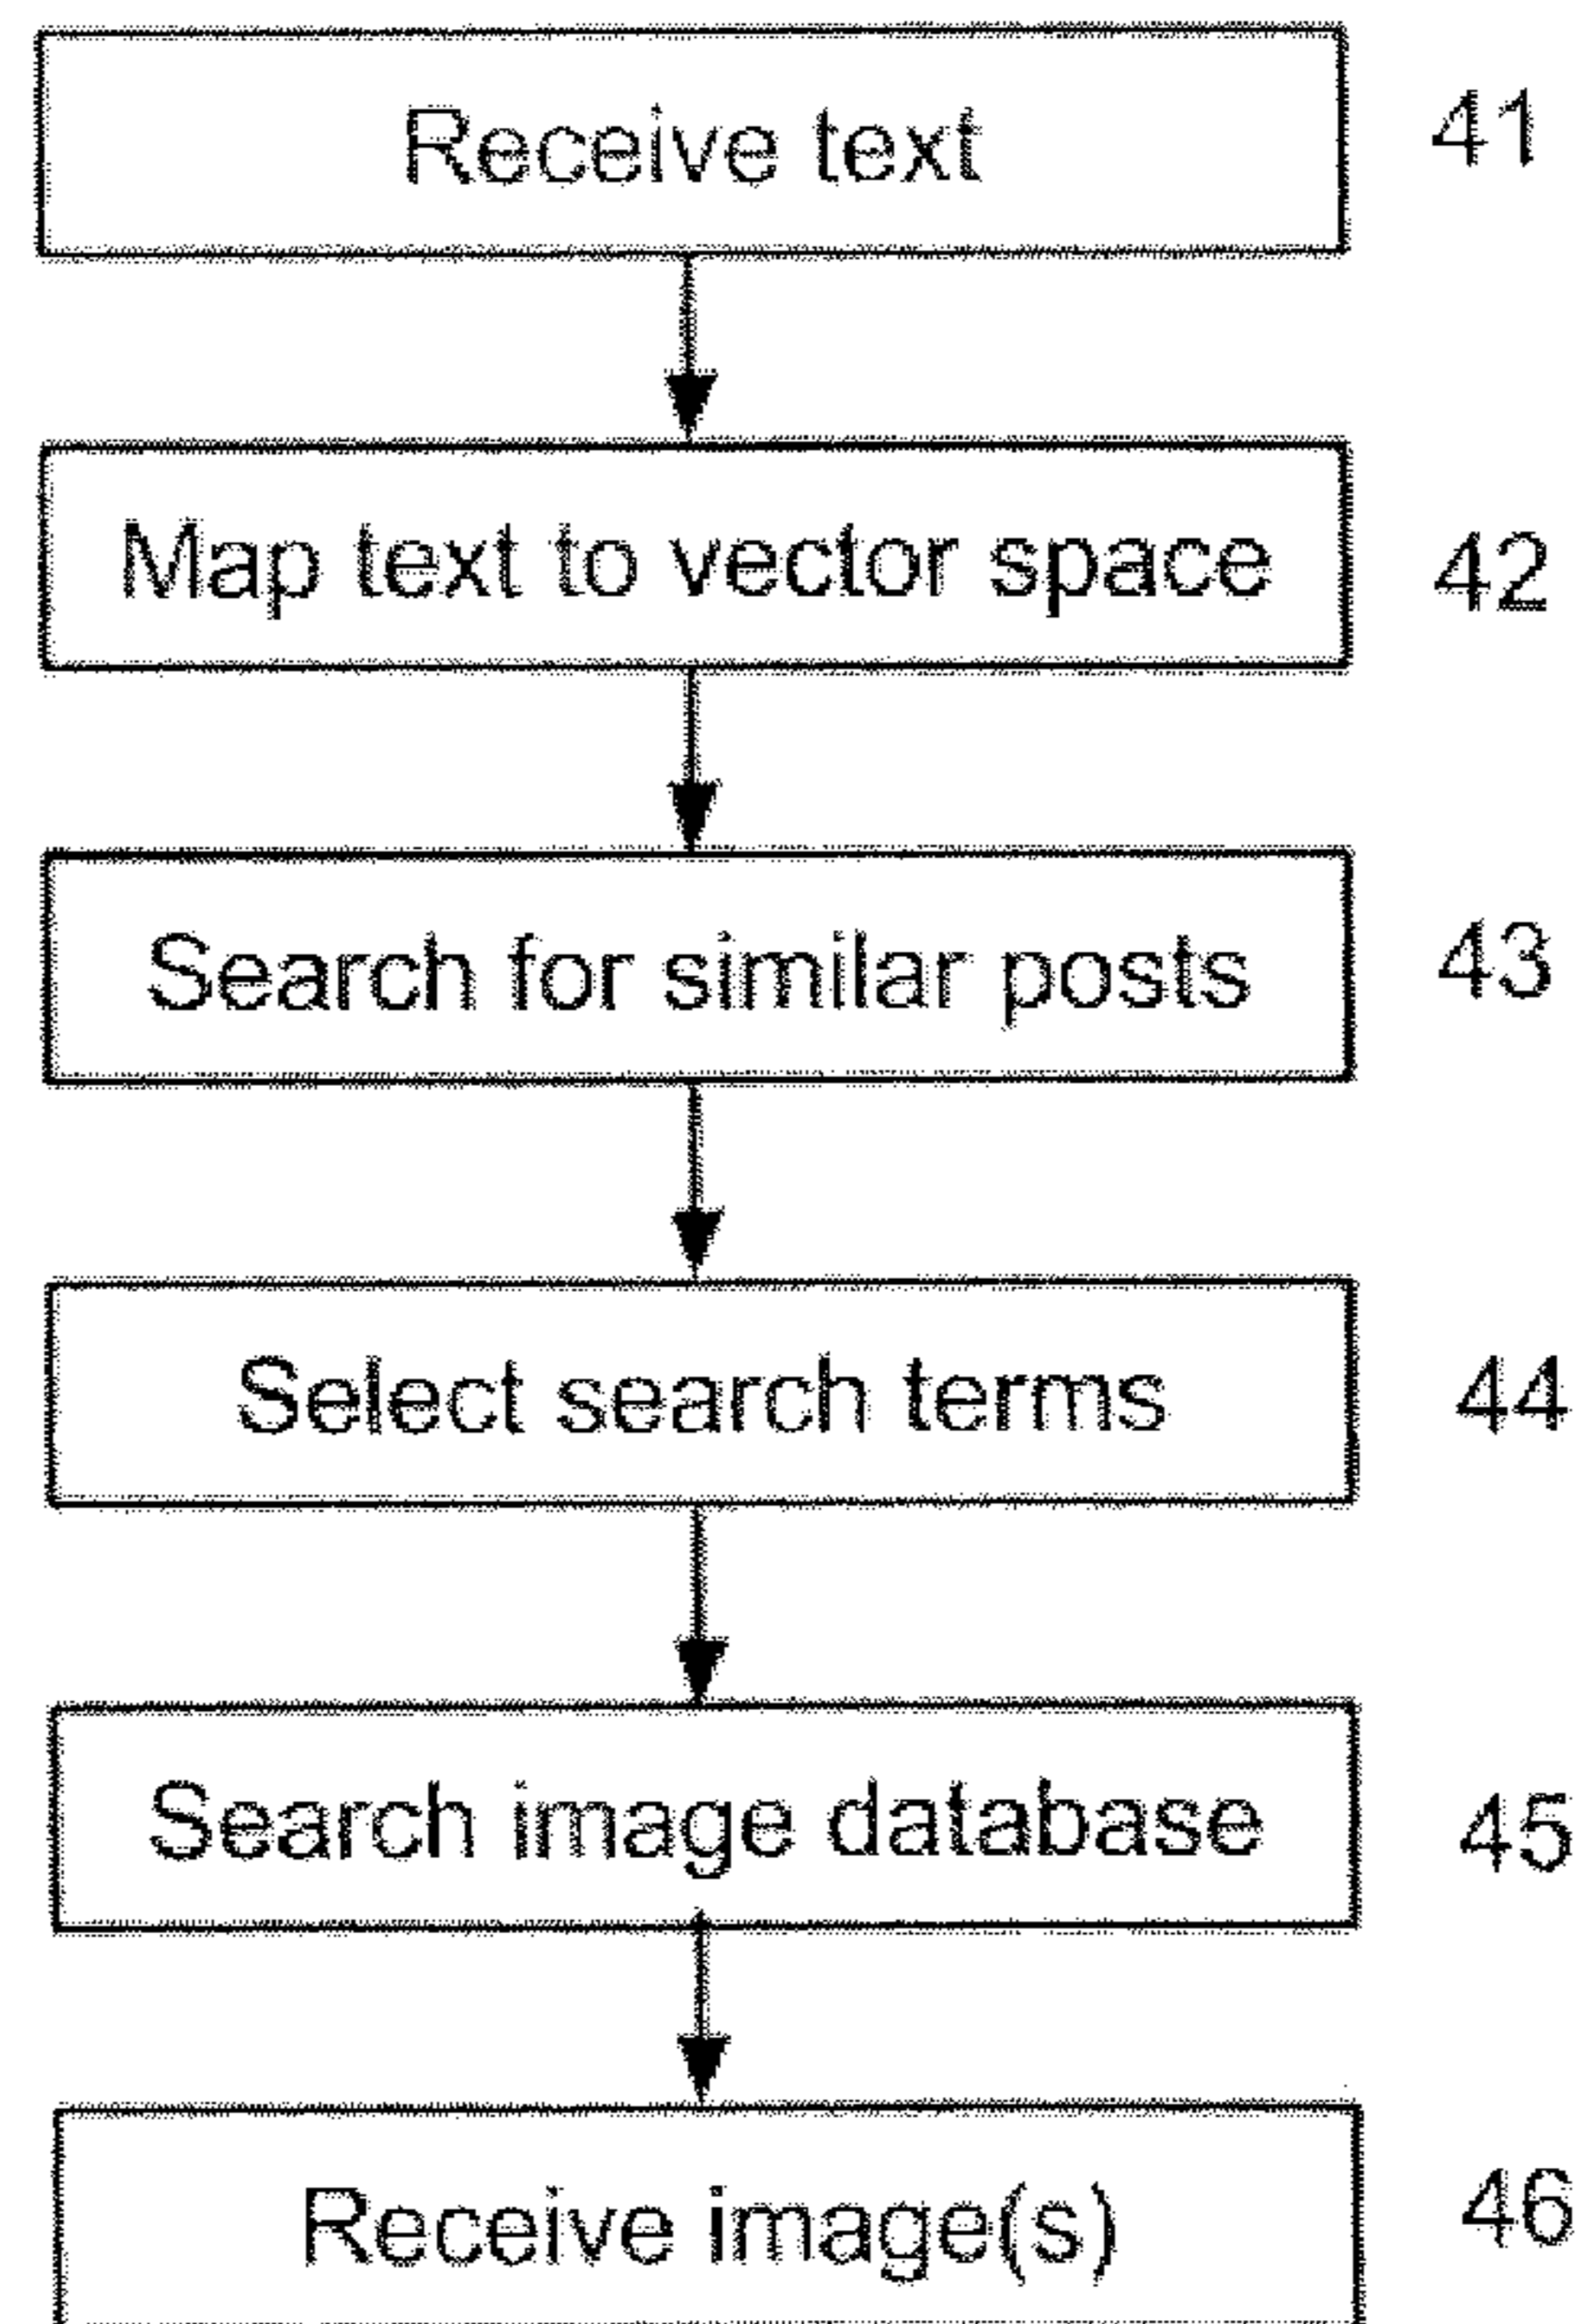 Receive text 41
Map text to vector space 42
Search for similar posts 43
Select search terms 44
Search image database 45
Receive image(s) 46